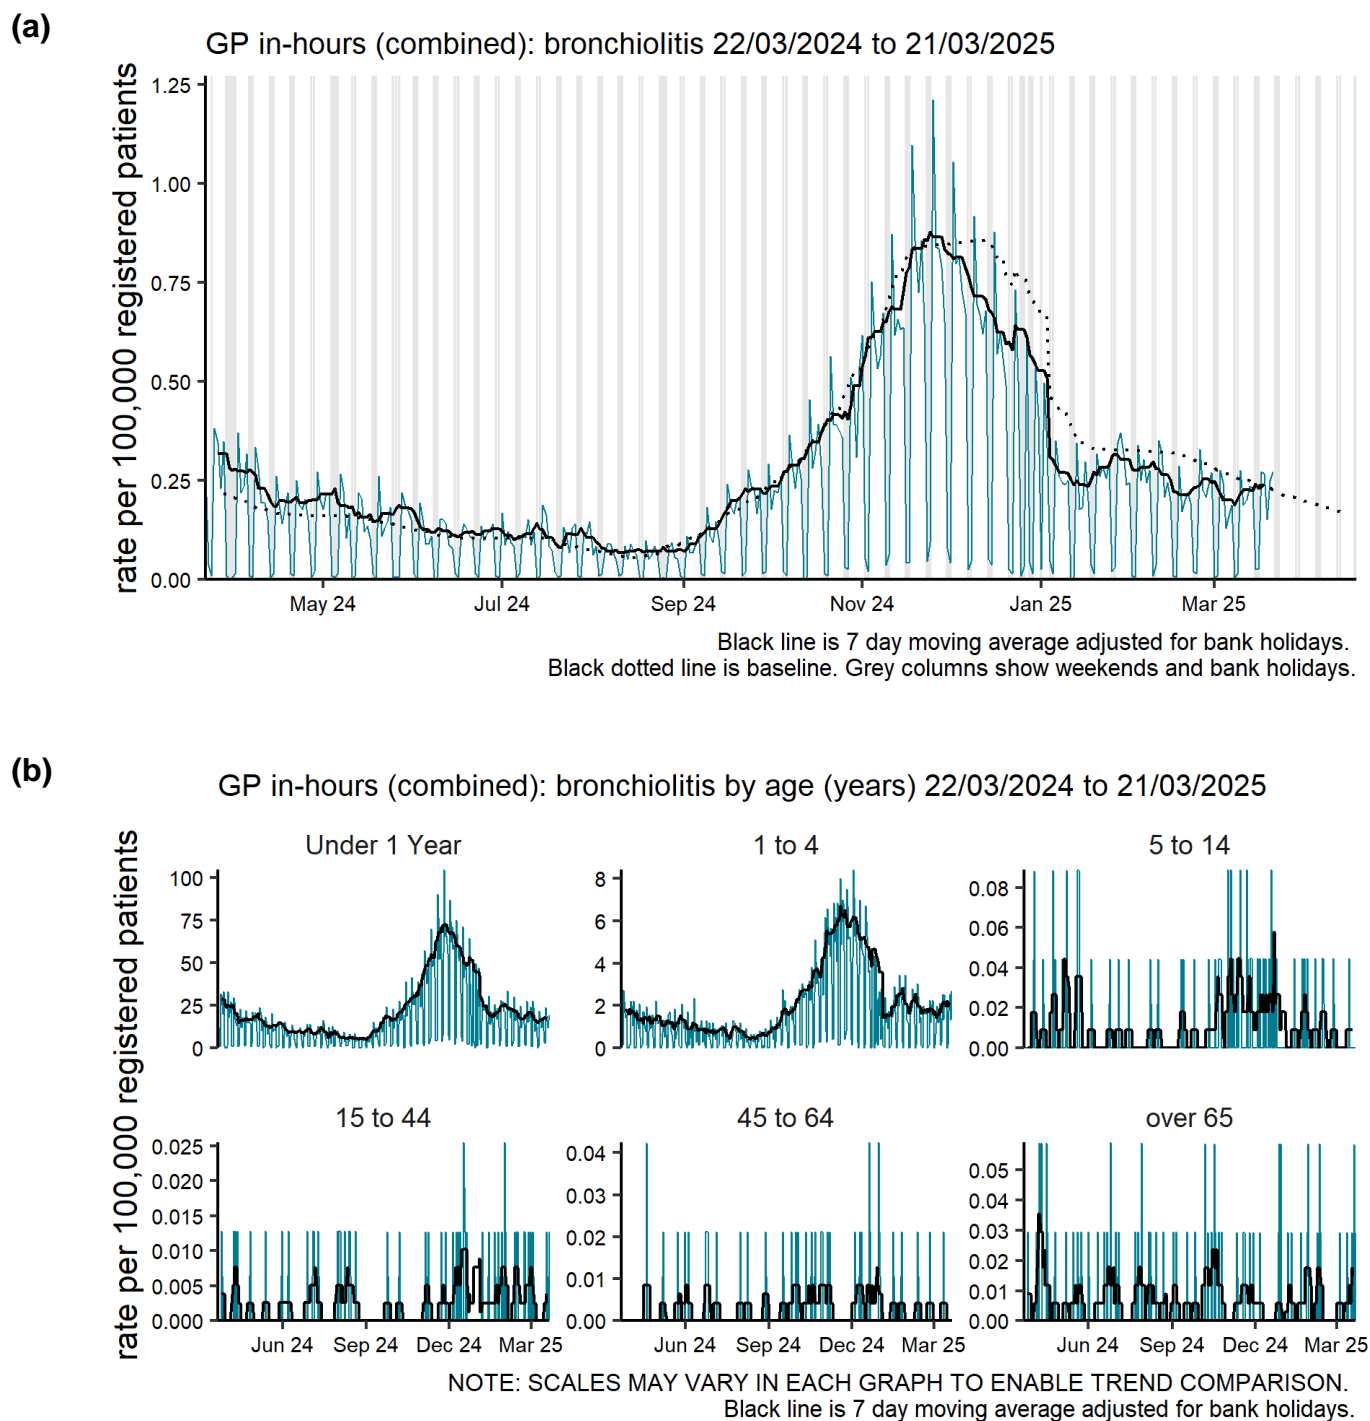 (a)
GP in-hours (combined): bronchiolitis 22/03/2024 to 21/03/2025
rate per 100,000 registered patients
1.25
1.00
0.75
0.50
0.25
0.00
May 24 Jul 24 Sep 24 Nov 24 Jan 25 Mar 25
Black line is 7 day moving average adjusted for bank holidays.
Black dotted line is baseline. Grey columns show weekends and bank holidays.
(b)
GP in-hours (combined): bronchiolitis by age (years) 22/03/2024 to 21/03/2025
rate per 100,000 registered patients
Under 1 Year
100
75
50
25
0
1 to 4
8
6
4
2
0
5 to 14
0.08
0.06
0.04
0.02
0.00
15 to 44
0.025
0.020
0.015
0.010
0.005
0.000
Jun 24 Sep 24 Dec 24 Mar 25
45 to 64
0.04
0.03
0.02
0.01
0.00
Jun 24 Sep 24 Dec 24 Mar 25
over 65
0.05
0.04
0.03
0.02
0.01
0.00
Jun 24 Sep 24 Dec 24 Mar 25
NOTE: SCALES MAY VARY IN EACH GRAPH TO ENABLE TREND COMPARISON.
Black line is 7 day moving average adjusted for bank holidays.